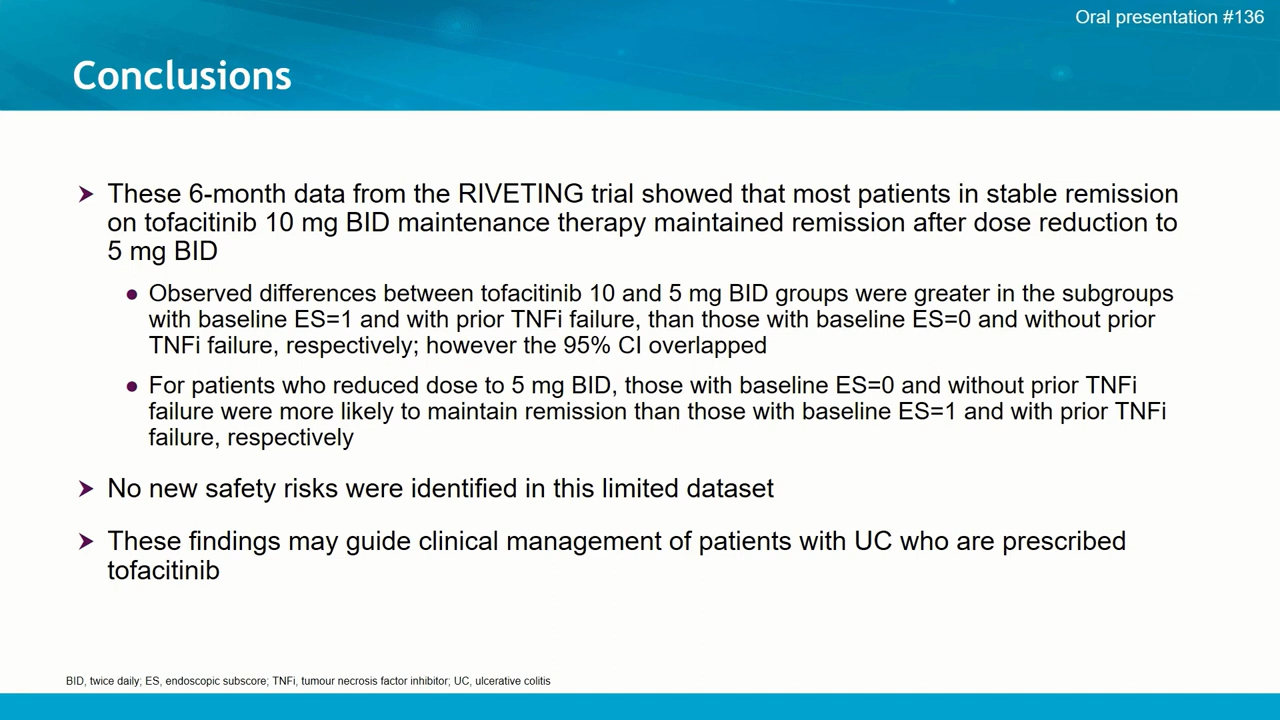 Oral presentation #136
Conclusions
➤ These 6-month data from the RIVETING trial showed that most patients in stable remission
on tofacitinib 10 mg BID maintenance therapy maintained remission after dose reduction to
5 mg BID
● Observed differences between tofacitinib 10 and 5 mg BID groups were greater in the subgroups
with baseline ES=1 and with prior TNFi failure, than those with baseline ES=0 and without prior
TNFi failure, respectively; however the 95% CI overlapped
● For patients who reduced dose to 5 mg BID, those with baseline ES=0 and without prior TNFi
failure were more likely to maintain remission than those with baseline ES=1 and with prior TNFi
failure, respectively
➤ No new safety risks were identified in this limited dataset
➤ These findings may guide clinical management of patients with UC who are prescribed
tofacitinib
BID, twice daily; ES, endoscopic subscore; TNFi, tumour necrosis factor inhibitor; UC, ulcerative colitis